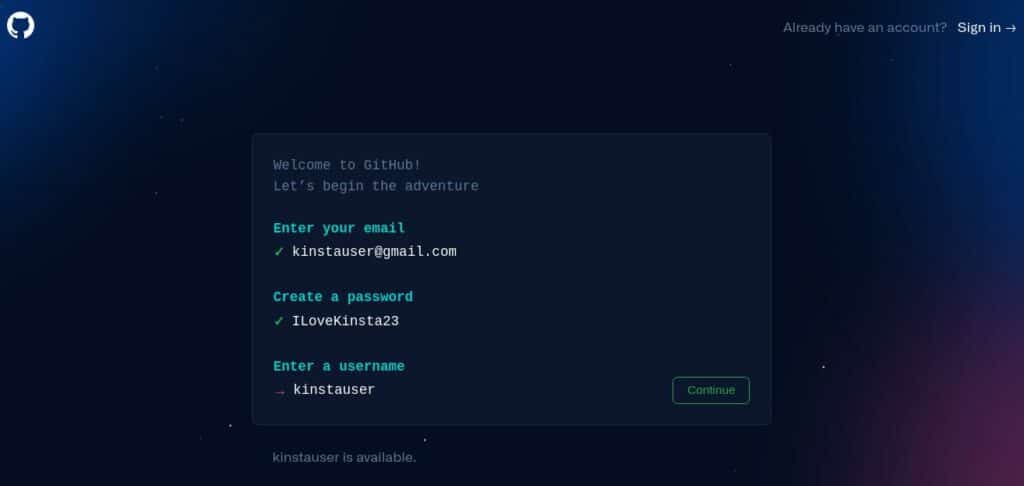 Already have an account? Sign in →
Welcome to GitHub!
Let’s begin the adventure
Enter your email
✓ kinstauser@gmail.com
Create a password
✓ ILoveKinsta23
Enter a username
→ kinstauser
Continue
kinstauser is available.